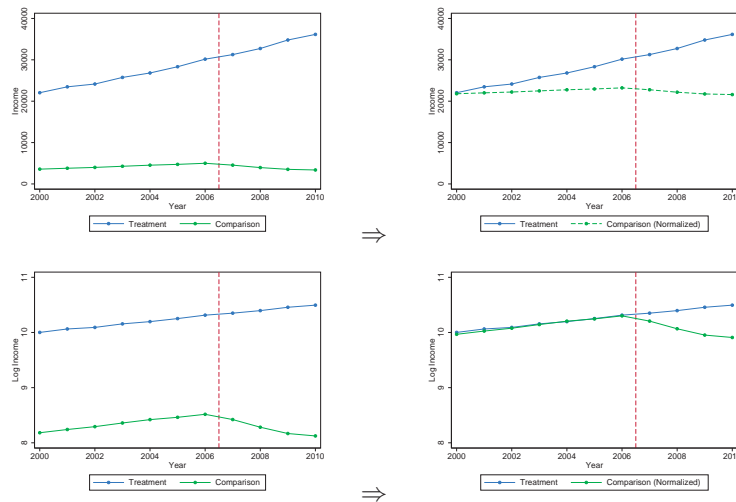 40000
30000
20000
10000
0
Income
2000 2002 2004 2006 2008 2010
Year
Treatment Comparison
⇒
40000
30000
20000
10000
0
Income
2000 2002 2004 2006 2008 2010
Year
Treatment Comparison (Normalized)
11
10
9
8
Log Income
2000 2002 2004 2006 2008 2010
Year
Treatment Comparison
⇒
11
10
9
8
Log Income
2000 2002 2004 2006 2008 2010
Year
Treatment Comparison (Normalized)